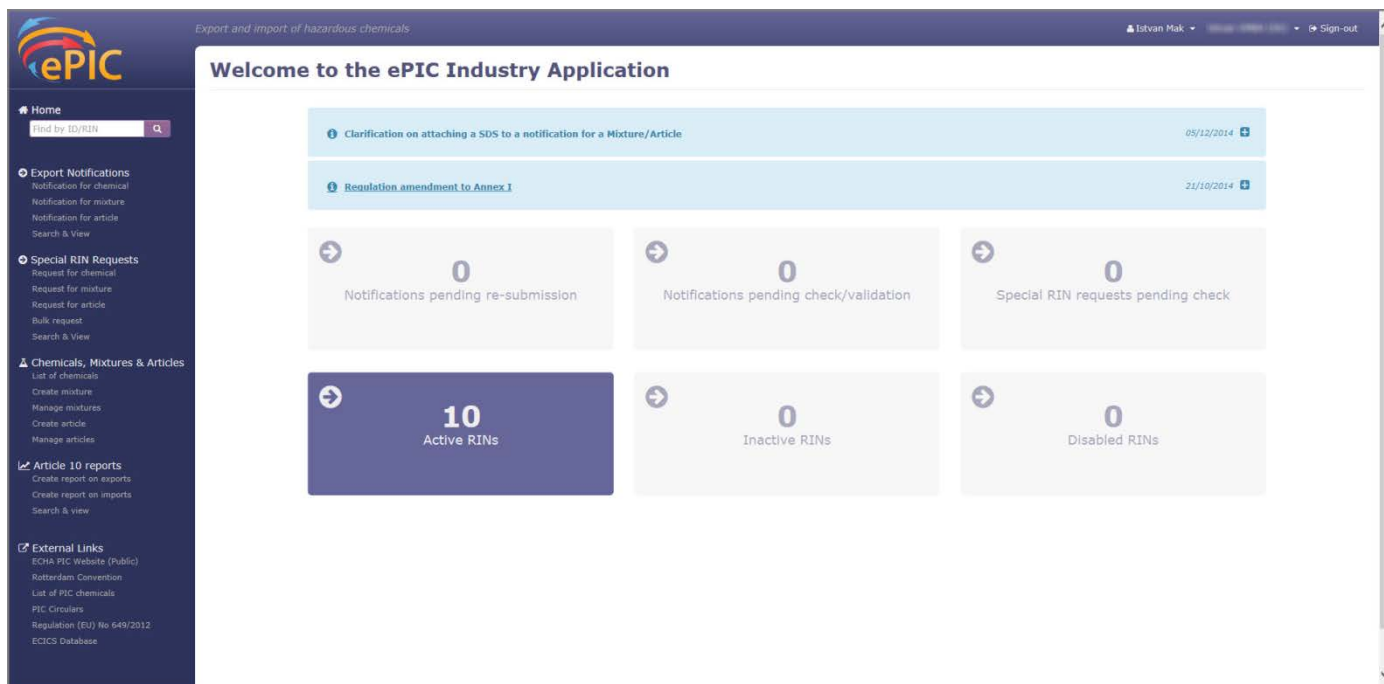 ePIC
Export and import of hazardous chemicals
Istvan Mak
Sign-out
Welcome to the ePIC Industry Application
Home
Find by ID/RIN
Export Notifications
Notification for chemical
Notification for mixture
Notification for article
Search & View
Special RIN Requests
Request for chemical
Request for mixture
Request for article
Bulk request
Search & View
Chemicals, Mixtures & Articles
List of chemicals
Create mixture
Manage mixtures
Create article
Manage articles
Article 10 reports
Create report on exports
Create report on imports
Search & view
External Links
ECHA PIC Website (Public)
Rotterdam Convention
List of PIC chemicals
PIC Circulars
Regulation (EU) No 649/2012
ECICS Database
Clarification on attaching a SDS to a notification for a Mixture/Article 05/12/2014
Regulation amendment to Annex I 21/10/2014
0
Notifications pending re-submission
0
Notifications pending check/validation
0
Special RIN requests pending check
10
Active RINs
0
Inactive RINs
0
Disabled RINs